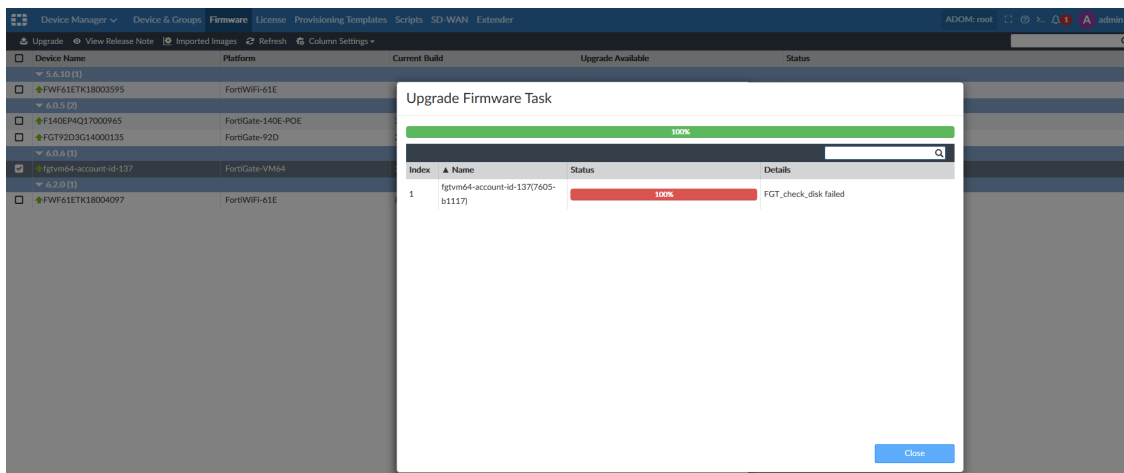 Device Manager Device & Groups Firmware License Provisioning Templates Scripts SD-WAN Extender ADOM: root 1 A admin
Upgrade View Release Note Imported Images Refresh Column Settings
Device Name Platform Current Build Upgrade Available Status
5.6.10 (1)
FWF61ETK18003595 FortiWiFi-61E
6.0.5 (2)
F140EP4Q17000965 FortiGate-140E-POE
FGT92D3G14000135 FortiGate-92D
6.0.6 (1)
fgtvm64-account-id-137 FortiGate-VM64
6.2.0 (1)
FWF61ETK18004097 FortiWiFi-61E
Upgrade Firmware Task
100%
Index ▲ Name Status Details
1 fgtvm64-account-id-137(7605-
b1117) 100% FGT_check_disk failed
Close